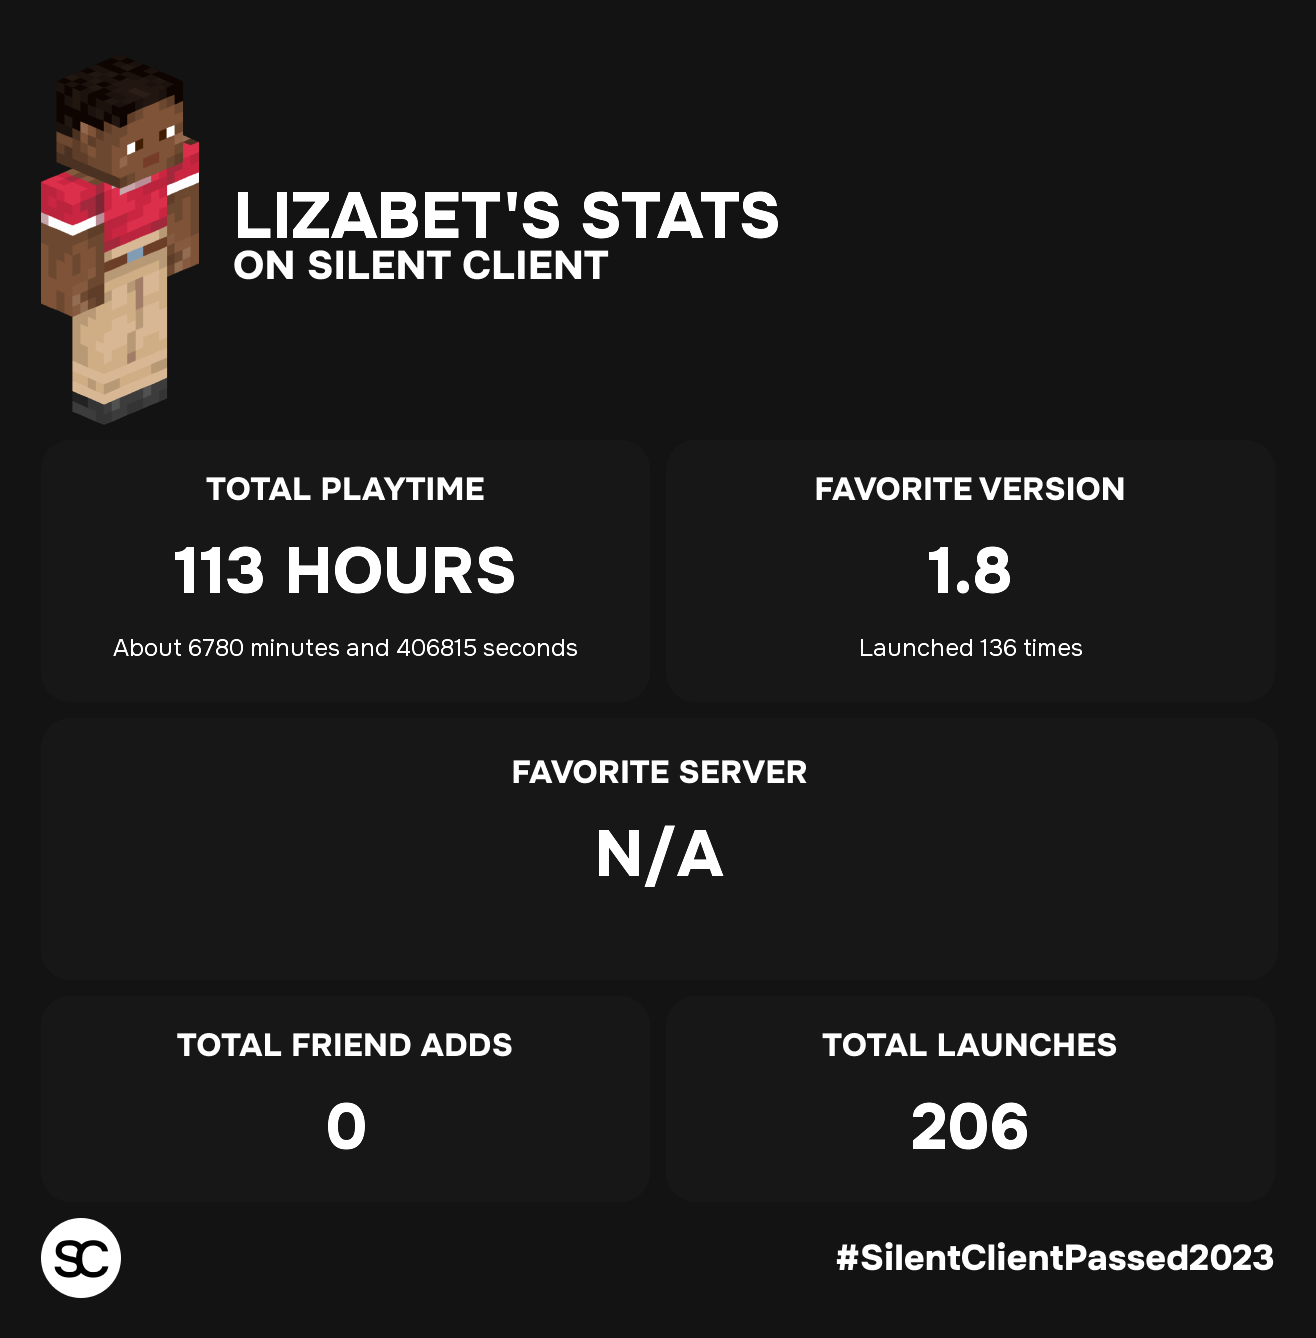 LIZABET'S STATS
ON SILENT CLIENT
TOTAL PLAYTIME
113 HOURS
About 6780 minutes and 406815 seconds
FAVORITE VERSION
1.8
Launched 136 times
FAVORITE SERVER
N/A
TOTAL FRIEND ADDS
0
TOTAL LAUNCHES
206
SC
#SilentClientPassed2023